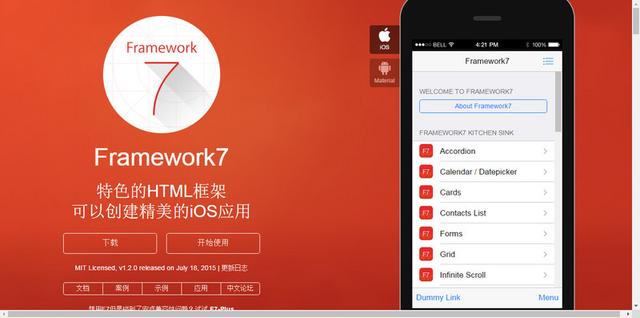 Framework
7
Framework7
特色的HTML框架
可以创建精美的iOS应用
下载
开始使用
MIT Licensed, v1.2.0 released on July 18, 2015 | 更新日志
文档
案例
示例
应用
中文论坛
iOS
Material
BELL
4:21 PM
100%
Framework7
WELCOME TO FRAMEWORK7
About Framework7
FRAMEWORK7 KITCHEN SINK
F7 Accordion
F7 Calendar / Datepicker
F7 Cards
F7 Contacts List
F7 Forms
F7 Grid
F7 Infinite Scroll
Dummy Link
Menu